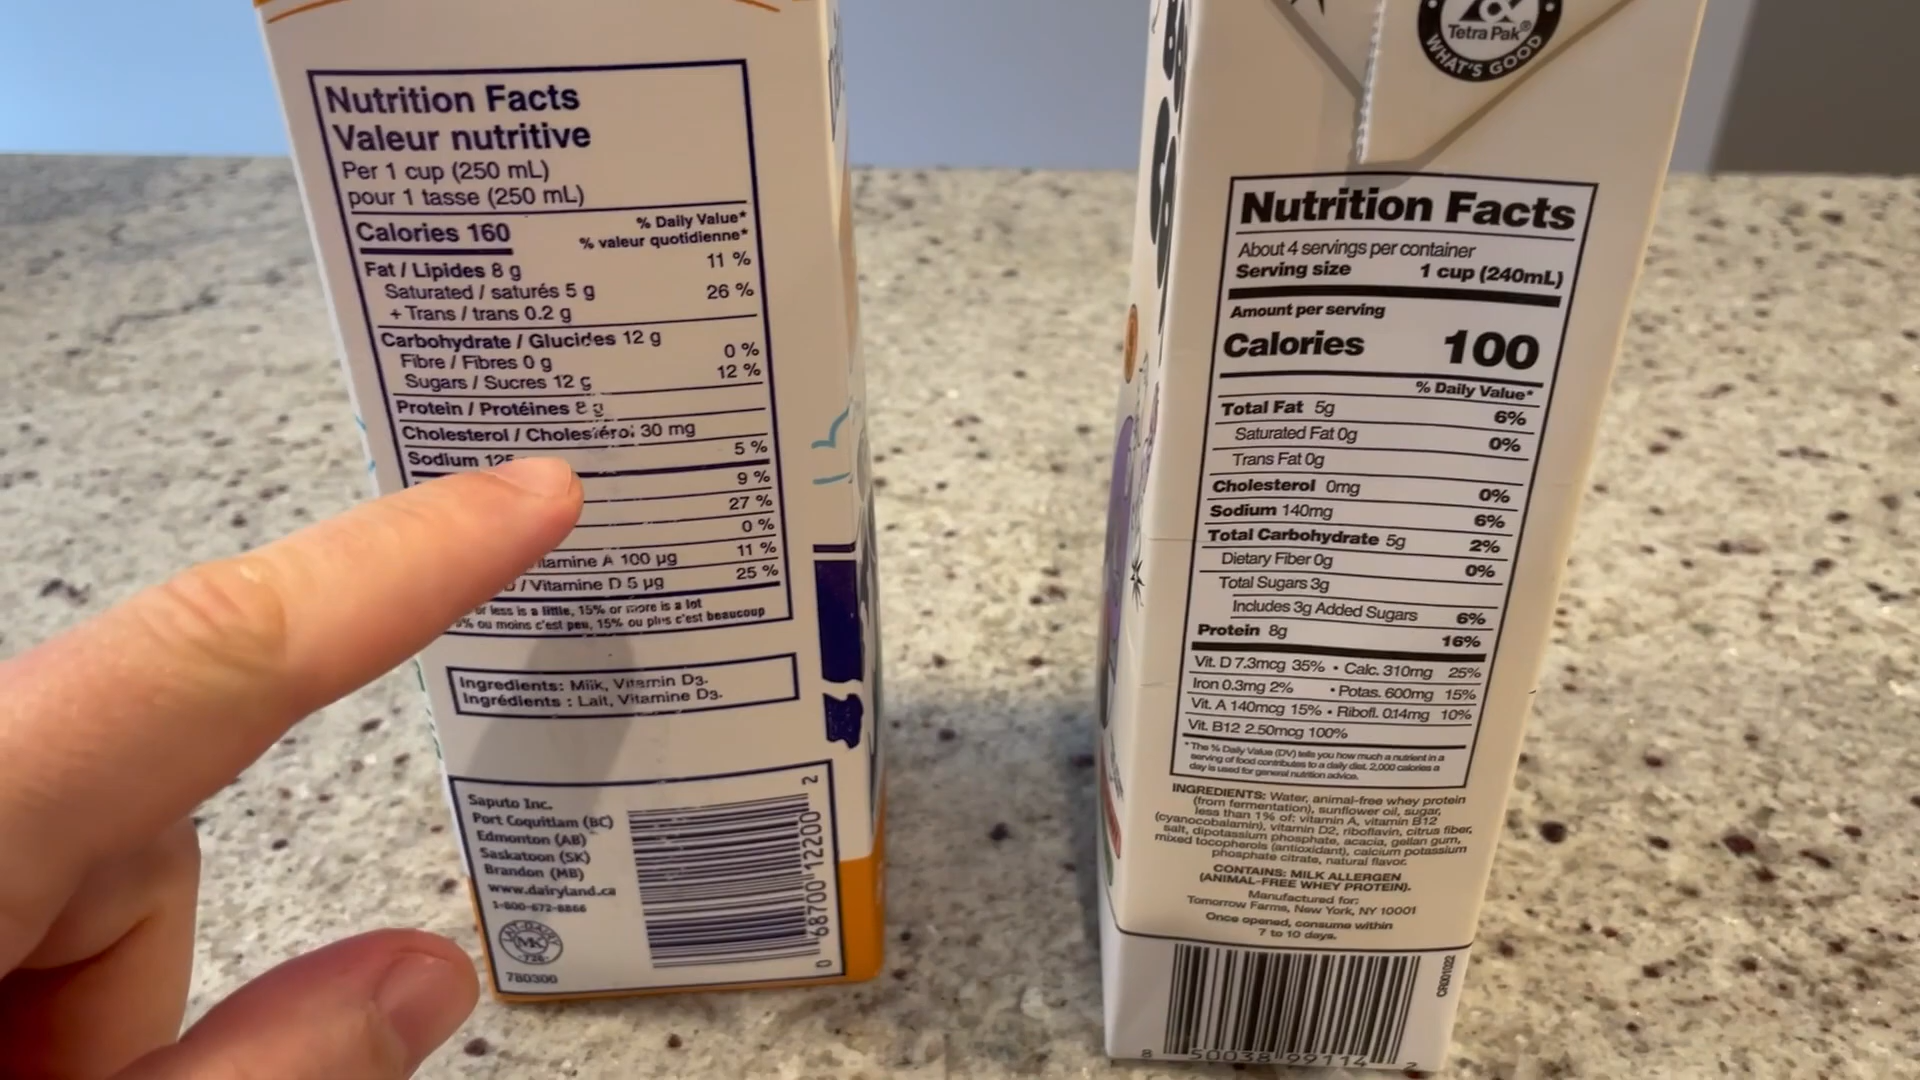 Nutrition Facts
Valeur nutritive
Per 1 cup (250 mL)
pour 1 tasse (250 mL)
Calories 160
% Daily Value*
% valeur quotidienne*
Fat / Lipides 8 g 11 %
Saturated / saturés 5 g
+ Trans / trans 0.2 g 26 %
Carbohydrate / Glucides 12 g
Fibre / Fibres 0 g 0 %
Sugars / Sucres 12 g 12 %
Protein / Protéines 8 g
Cholesterol / Cholestérol 30 mg
Sodium 125 5 %
9 %
27 %
0 %
Vitamine A 100 µg 11 %
/ Vitamine D 5 µg 25 %
or less is a little, 15% or more is a lot
5% ou moins c'est peu, 15% ou plus c'est beaucoup
Ingredients: Milk, Vitamin D3.
Ingrédients : Lait, Vitamine D3.
Saputo Inc.
Port Coquitlam (BC)
Edmonton (AB)
Saskatoon (SK)
Brandon (MB)
www.dairyland.ca
1-800-672-8866
LAIT-DAIRY
MK
726
780300
0 68700 12200 2
Tetra Pak®
WHAT'S GOOD
Nutrition Facts
About 4 servings per container
Serving size 1 cup (240mL)
Amount per serving
Calories 100
% Daily Value*
Total Fat 5g 6%
Saturated Fat 0g 0%
Trans Fat 0g
Cholesterol 0mg 0%
Sodium 140mg 6%
Total Carbohydrate 5g 2%
Dietary Fiber 0g 0%
Total Sugars 3g
Includes 3g Added Sugars 6%
Protein 8g 16%
Vit. D 7.3mcg 35% • Calc. 310mg 25%
Iron 0.3mg 2% • Potas. 600mg 15%
Vit. A 140mcg 15% • Ribofl. 0.14mg 10%
Vit. B12 2.50mcg 100%
*The % Daily Value (DV) tells you how much a nutrient in a
serving of food contributes to a daily diet. 2,000 calories a
day is used for general nutrition advice.
INGREDIENTS: Water, animal-free whey protein
(from fermentation), sunflower oil, sugar,
less than 1% of: vitamin A, vitamin B12
(cyanocobalamin), vitamin D2, riboflavin, citrus fiber,
salt, dipotassium phosphate, acacia, gellan gum,
mixed tocopherols (antioxidant), calcium potassium
phosphate citrate, natural flavor.
CONTAINS: MILK ALLERGEN
(ANIMAL-FREE WHEY PROTEIN).
Manufactured for:
Tomorrow Farms, New York, NY 10001
Once opened, consume within
7 to 10 days.
CR001022
8 50038 99114 2